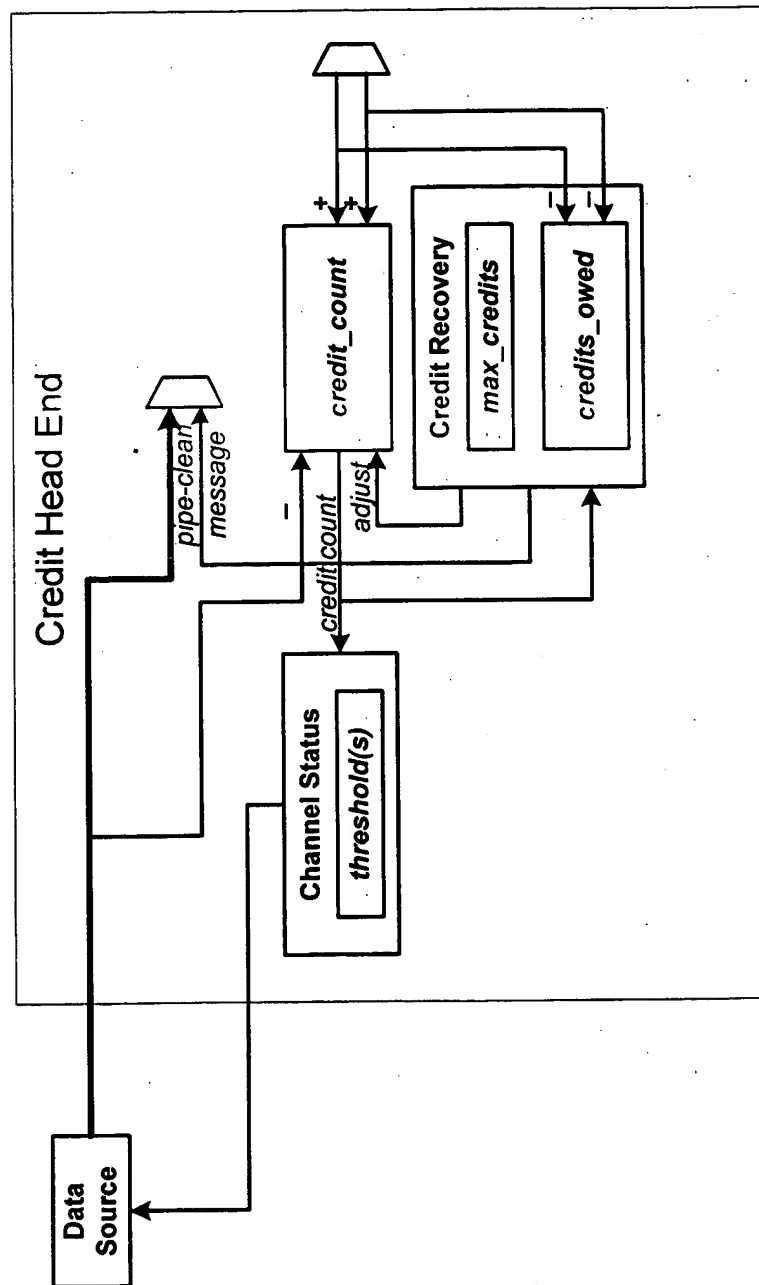 Credit Head End
Data
Source
pipe-clean
message
–
Channel Status
threshold(s)
credit count
adjust
credit_count
+
+
Credit Recovery
max_credits
credits_owed
–
–